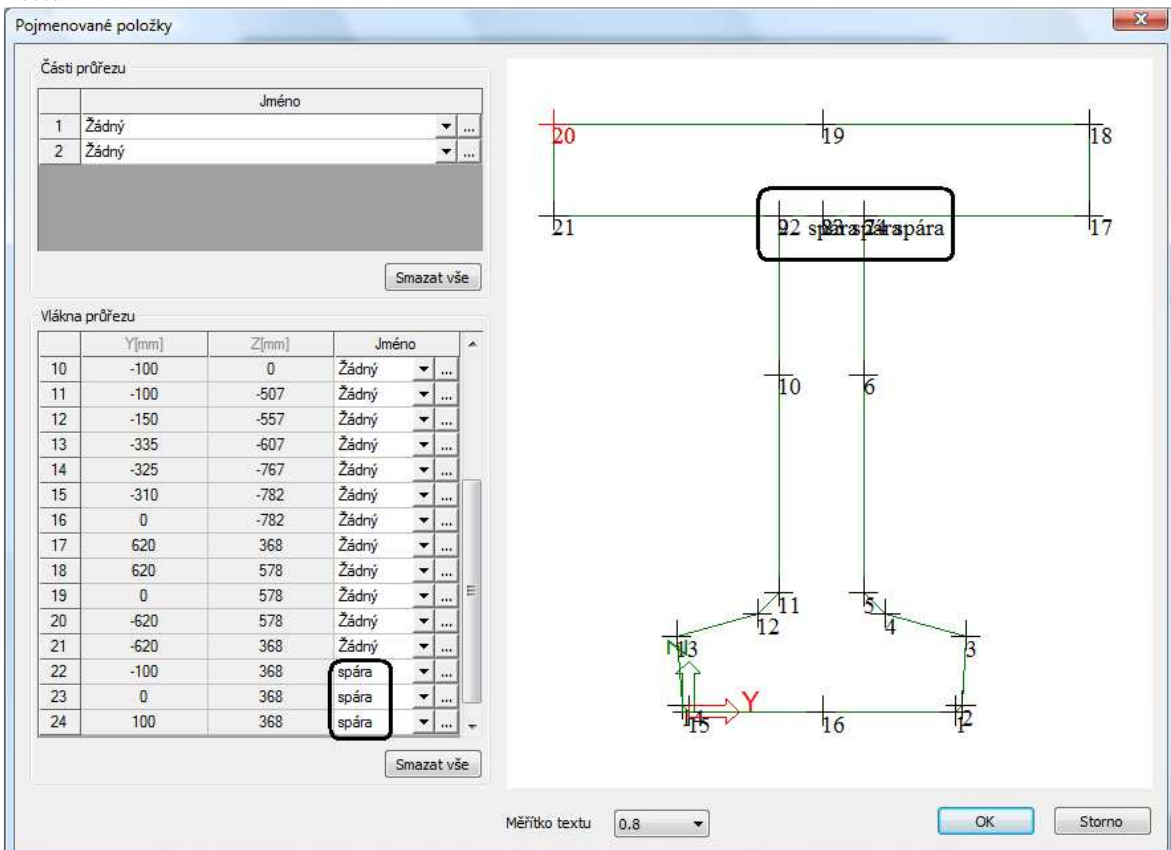 Pojmenované položky
Části průřezu
Jméno
1 Žádný ...
2 Žádný ...
Smazat vše
Vlákna průřezu
Y[mm] Z[mm] Jméno
10 -100 0 Žádný ...
11 -100 -507 Žádný ...
12 -150 -557 Žádný ...
13 -335 -607 Žádný ...
14 -325 -767 Žádný ...
15 -310 -782 Žádný ...
16 0 -782 Žádný ...
17 620 368 Žádný ...
18 620 578 Žádný ...
19 0 578 Žádný ...
20 -620 578 Žádný ...
21 -620 368 Žádný ...
22 -100 368 spára ...
23 0 368 spára ...
24 100 368 spára ...
Smazat vše
20 19 18
21 spára 17
10 6
11 5
12 4
13 3
Y
15 16
Měřítko textu 0.8 OK Storno